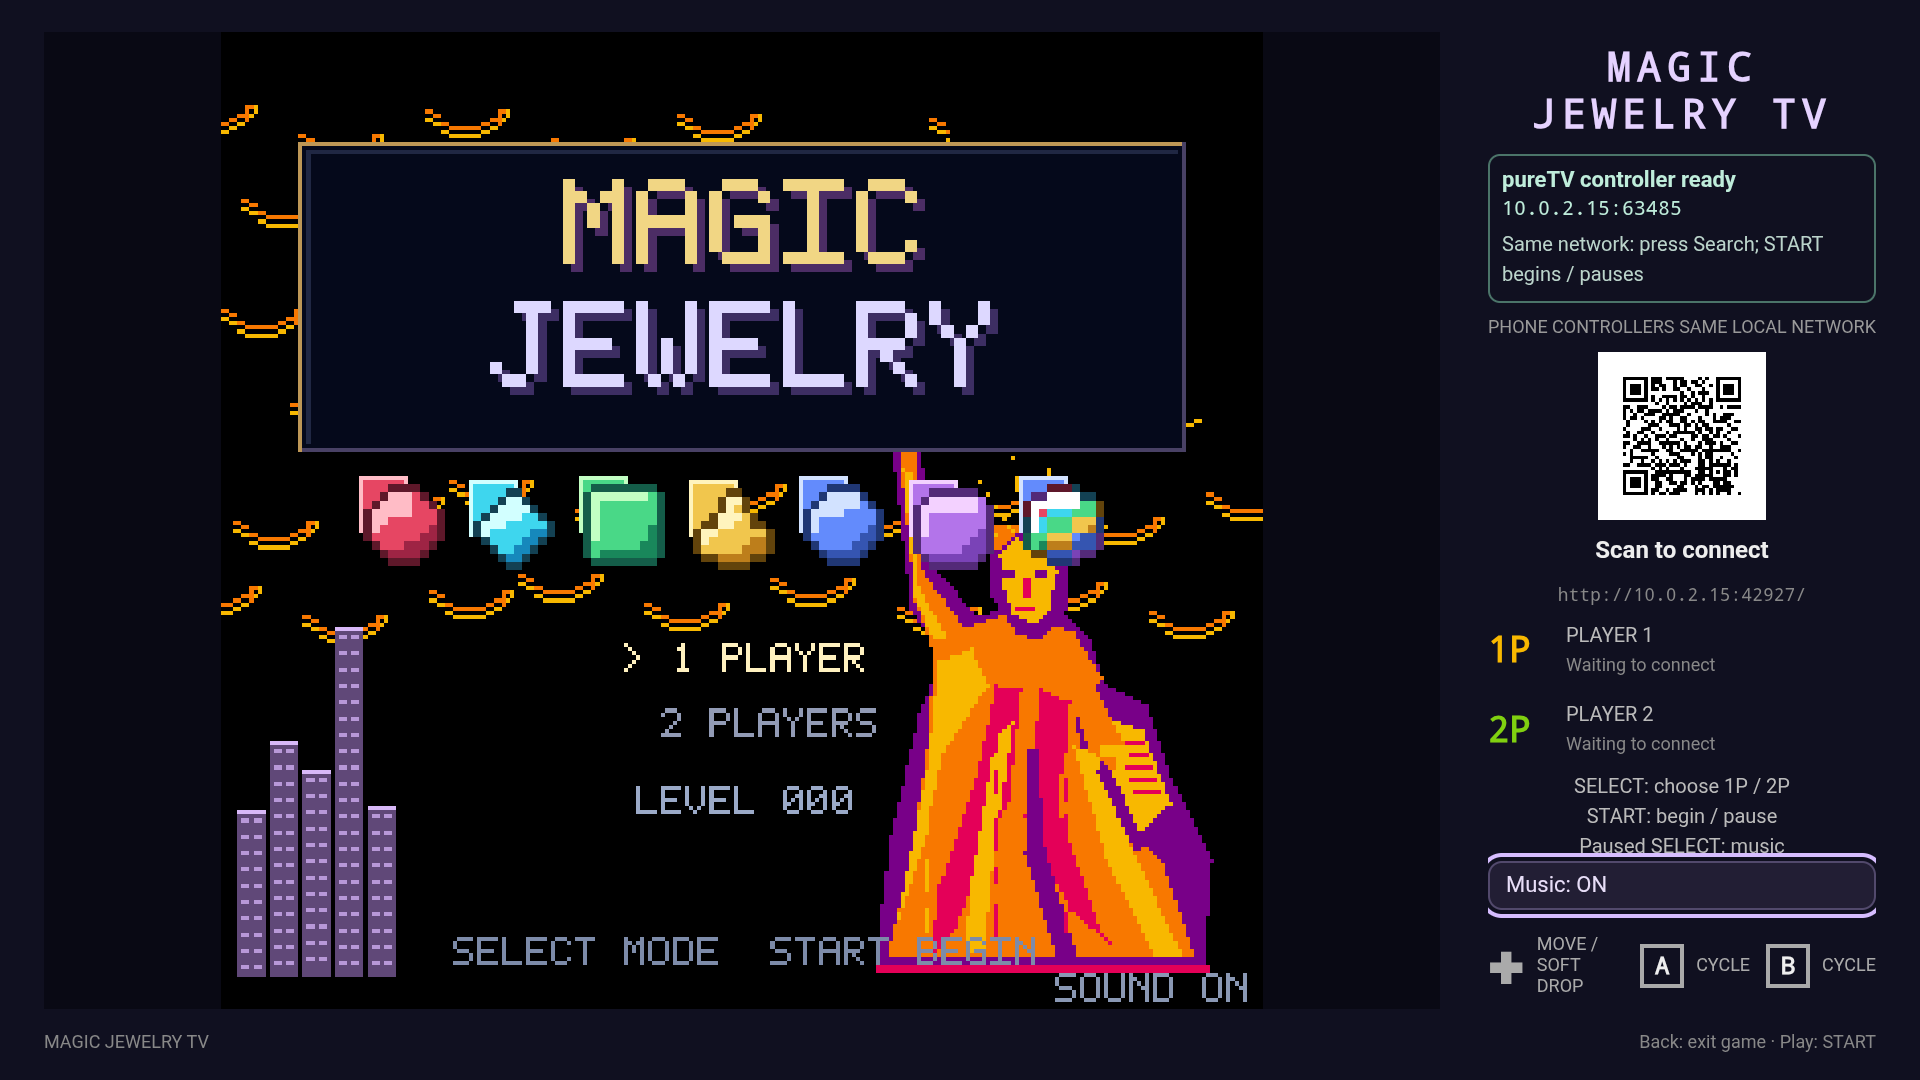 MAGIC
JEWELRY
> 1 PLAYER
2 PLAYERS
LEVEL 000
SELECT MODE START BEGIN
SOUND ON
MAGIC
JEWELRY TV
pureTV controller ready
10.0.2.15:63485
Same network: press Search; START
begins / pauses
PHONE CONTROLLERS SAME LOCAL NETWORK
Scan to connect
http://10.0.2.15:42927/
1P PLAYER 1
Waiting to connect
2P PLAYER 2
Waiting to connect
SELECT: choose 1P / 2P
START: begin / pause
Paused SELECT: music
Music: ON
MOVE /
SOFT
DROP
A CYCLE B CYCLE
MAGIC JEWELRY TV
Back: exit game · Play: START